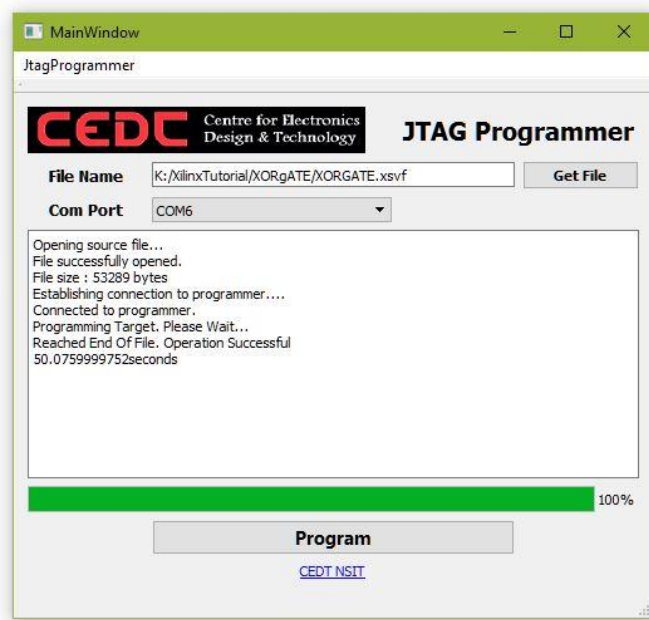 MainWindow
JtagProgrammer
CEDT Centre for Electronics
Design & Technology
JTAG Programmer
File Name K:/XilinxTutorial/XORgATE/XORGATE.xsvf Get File
Com Port COM6
Opening source file...
File successfully opened.
File size : 53289 bytes
Establishing connection to programmer....
Connected to programmer.
Programming Target. Please Wait...
Reached End Of File. Operation Successful
50.0759999752seconds
100%
Program
CEDT NSIT